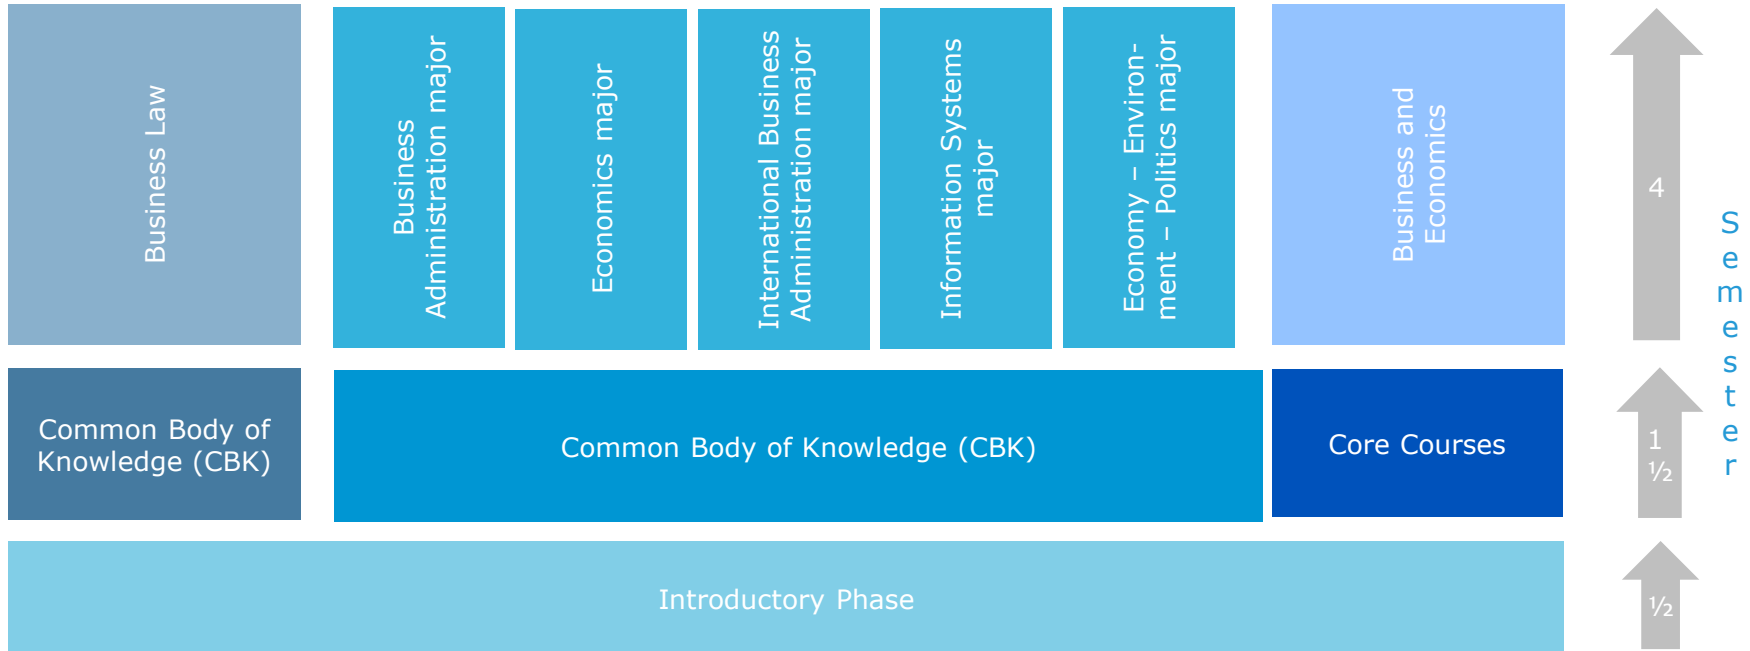 Business Law
Business
Administration major
Economics major
International Business
Administration major
Information Systems
major
Economy – Environ-
ment – Politics major
Business and
Economics
4
Common Body of
Knowledge (CBK)
Common Body of Knowledge (CBK)
Core Courses
1
½
Introductory Phase
½
S
e
m
e
s
t
e
r